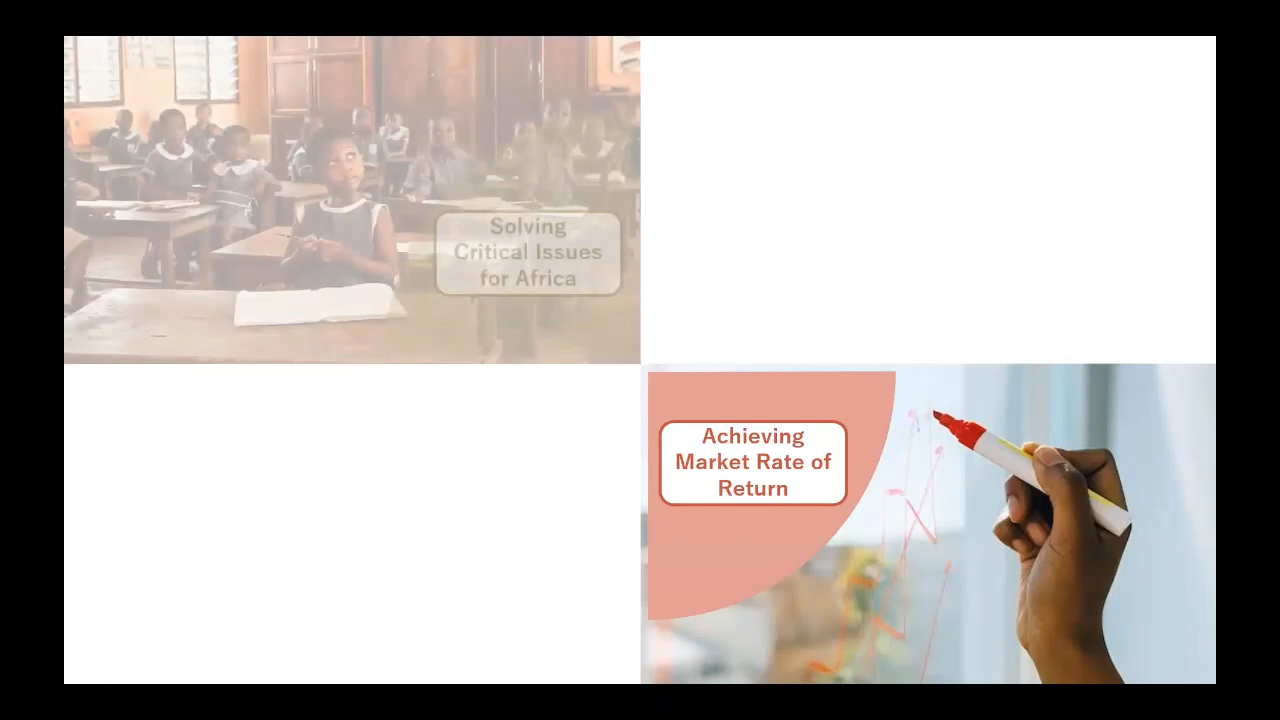 Solving
Critical Issues
for Africa
Achieving
Market Rate of
Return